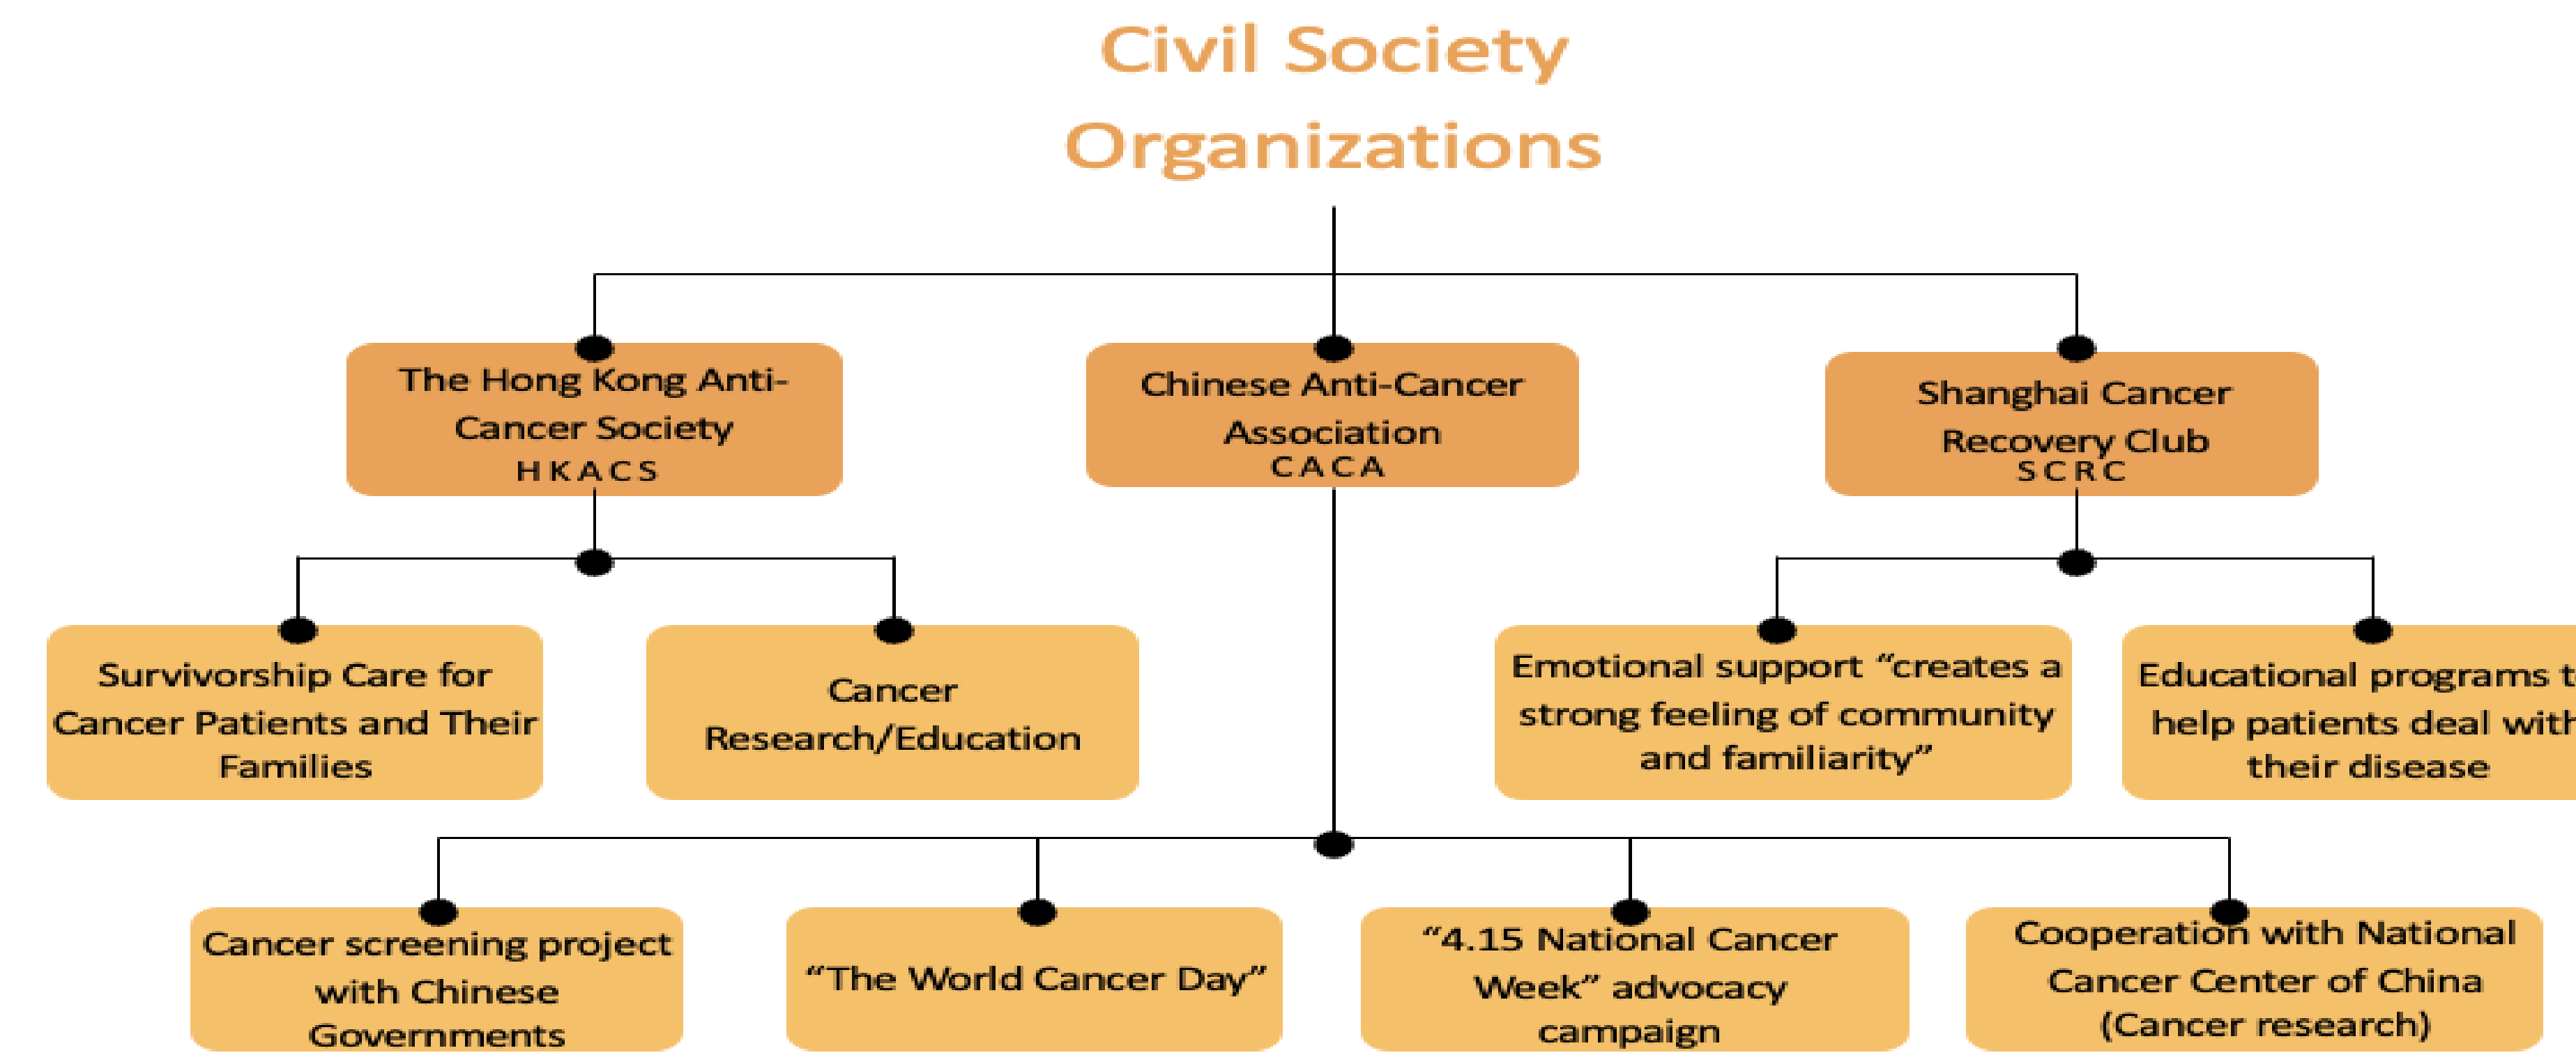 Civil Society
Organizations
The Hong Kong Anti-
Cancer Society
HKACS
Chinese Anti-Cancer
Association
CACA
Shanghai Cancer
Recovery Club
SCRC
Survivorship Care for
Cancer Patients and Their
Families
Cancer
Research/Education
Emotional support “creates a
strong feeling of community
and familiarity”
Educational programs
help patients deal with
their disease
Cancer screening project
with Chinese
Governments
“The World Cancer Day”
“4.15 National Cancer
Week” advocacy
campaign
Cooperation with National
Cancer Center of China
(Cancer research)